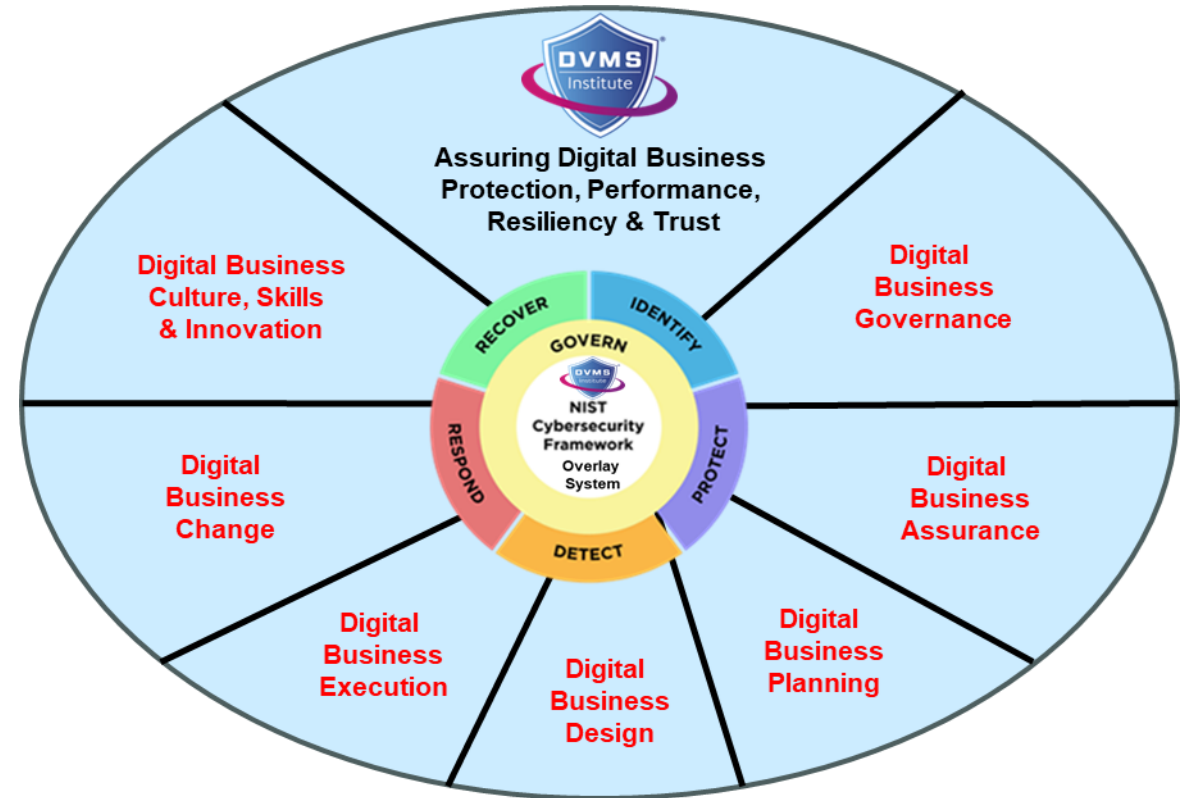 DVMS
Institute
Assuring Digital Business
Protection, Performance,
Resiliency & Trust
Digital
Business
Governance
Digital
Business
Assurance
Digital
Business
Planning
Digital
Business
Design
Digital
Business
Execution
Digital
Business
Change
Digital Business
Culture, Skills
& Innovation
RECOVER
IDENTIFY
PROTECT
DETECT
RESPOND
GOVERN
DVMS
Institute
NIST
Cybersecurity
Framework
Overlay
System